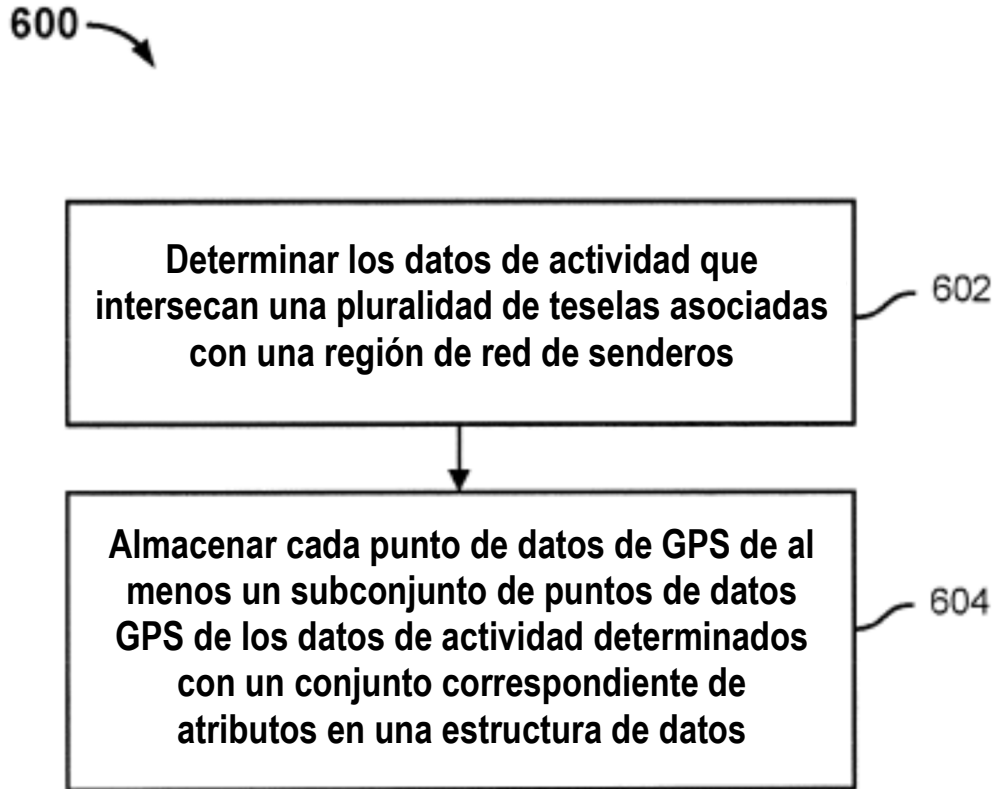 600
Determinar los datos de actividad que
intersecan una pluralidad de teselas asociadas
con una región de red de senderos
602
Almacenar cada punto de datos de GPS de al
menos un subconjunto de puntos de datos
GPS de los datos de actividad determinados
con un conjunto correspondiente de
atributos en una estructura de datos
604